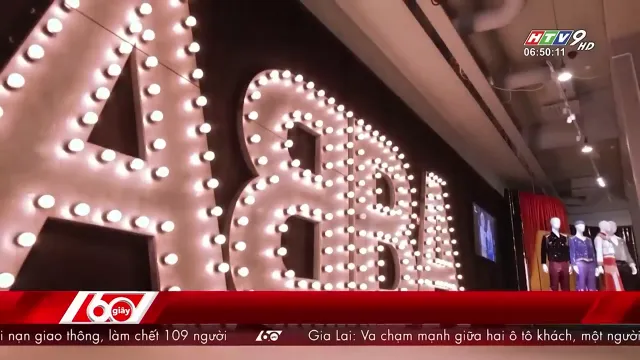 HTV9 HD
06:50:11
ABBA
60 giây
i nạn giao thông, làm chết 109 người 60 Gia Lai: Va chạm mạnh giữa hai ô tô khách, một người